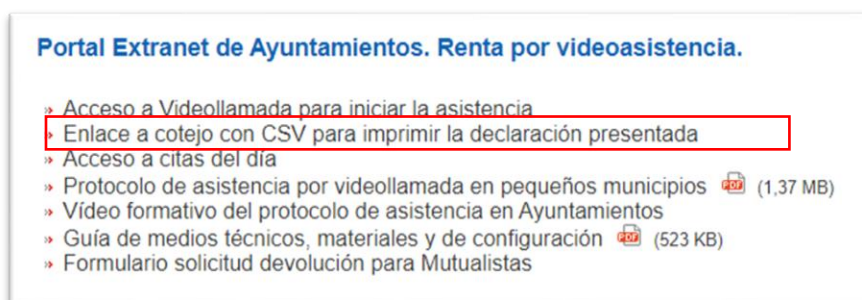 Portal Extranet de Ayuntamientos. Renta por videoasistencia.
» Acceso a Videollamada para iniciar la asistencia
» Enlace a cotejo con CSV para imprimir la declaración presentada
» Acceso a citas del día
» Protocolo de asistencia por videollamada en pequeños municipios PDF (1,37 MB)
» Vídeo formativo del protocolo de asistencia en Ayuntamientos
» Guía de medios técnicos, materiales y de configuración PDF (523 KB)
» Formulario solicitud devolución para Mutualistas